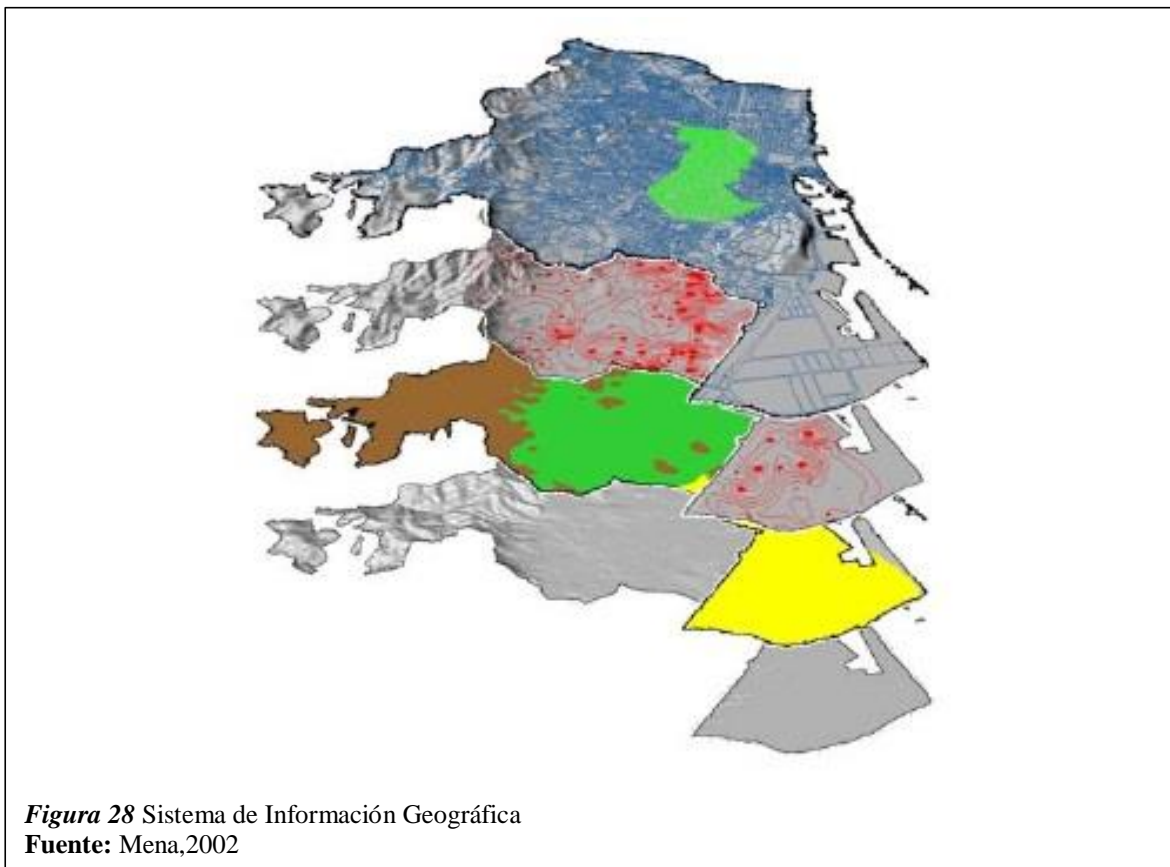 Figura 28 Sistema de Información Geográfica
Fuente: Mena,2002